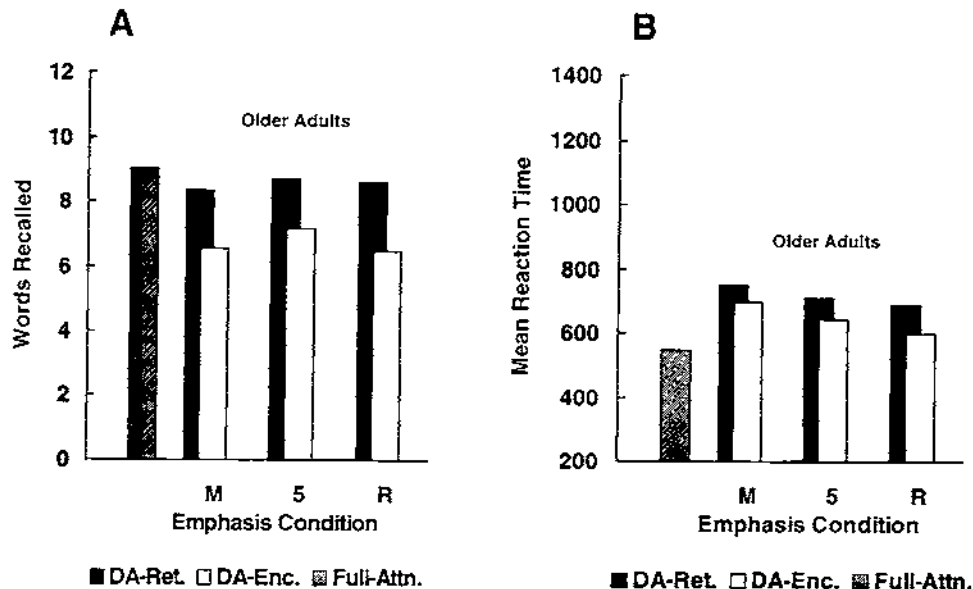 A
12
10
8
6
4
2
0
Words Recalled
Older Adults
M 5 R
Emphasis Condition
DA-Ret. DA-Enc. Full-Attn.
B
1400
1200
1000
800
600
400
200
Mean Reaction Time
Older Adults
M 5 R
Emphasis Condition
DA-Ret. DA-Enc. Full-Attn.